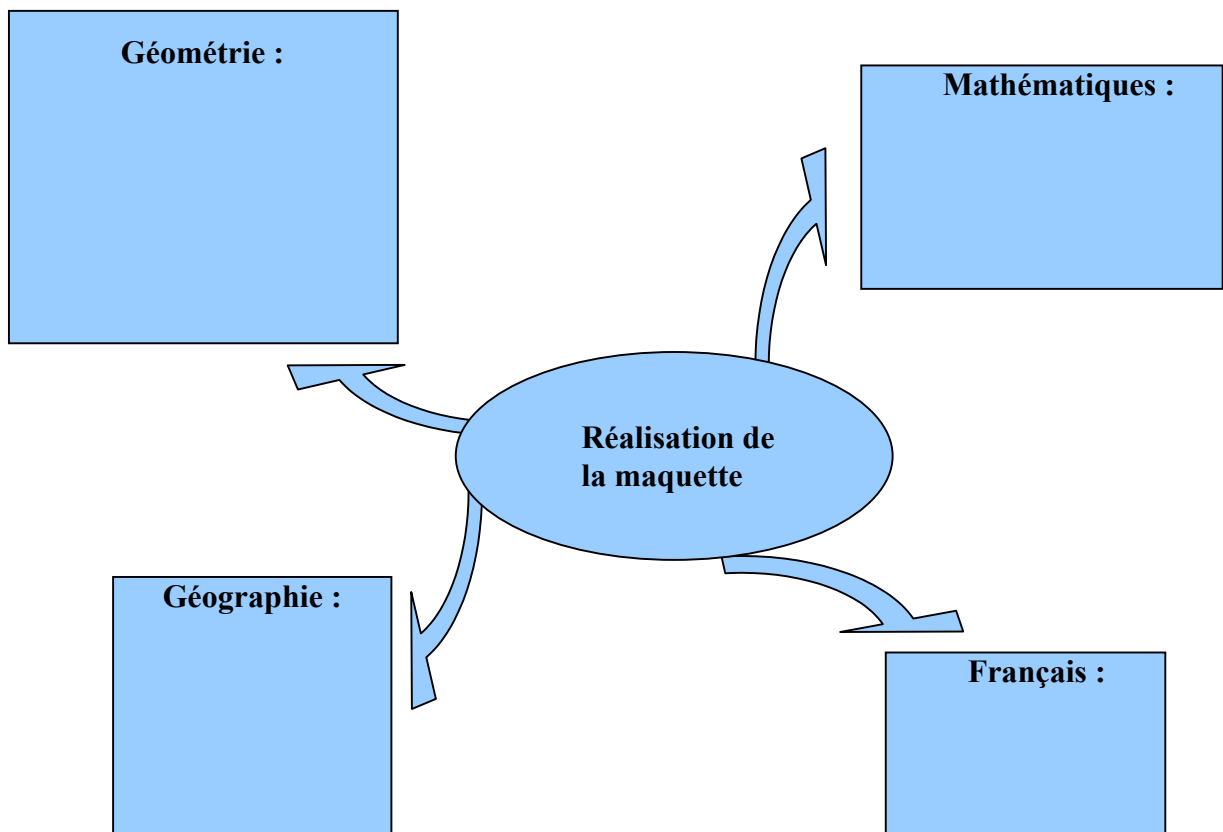 Géométrie :
Mathématiques :
Réalisation de
la maquette
Géographie :
Français :